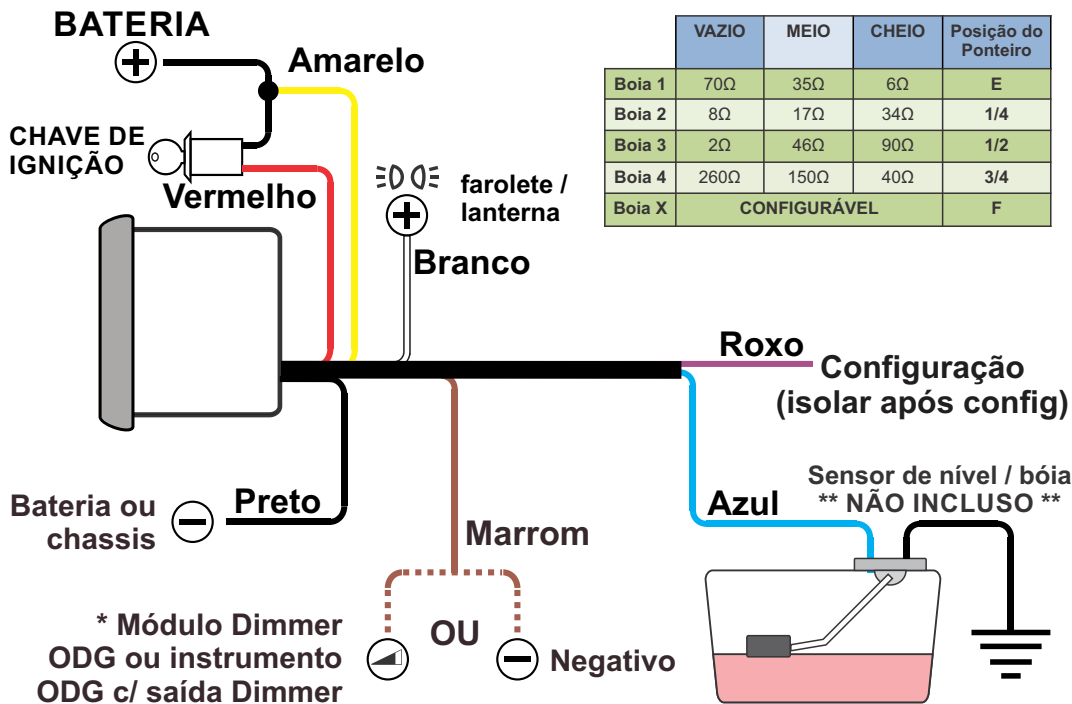 BATERIA
Amarelo
CHAVE DE
IGNIÇÃO
Vermelho
farolete /
lanterna
Branco
VAZIO MEIO CHEIO Posição do
Ponteiro
Boia 1 70Ω 35Ω 6Ω E
Boia 2 8Ω 17Ω 34Ω 1/4
Boia 3 2Ω 46Ω 90Ω 1/2
Boia 4 260Ω 150Ω 40Ω 3/4
Boia X CONFIGURÁVEL F
Roxo
Configuração
(isolar após config)
Bateria ou
chassis
Preto
Marrom
Azul
Sensor de nível / bóia
** NÃO INCLUSO **
* Módulo Dimmer
ODG ou instrumento
ODG c/ saída Dimmer
OU
Negativo